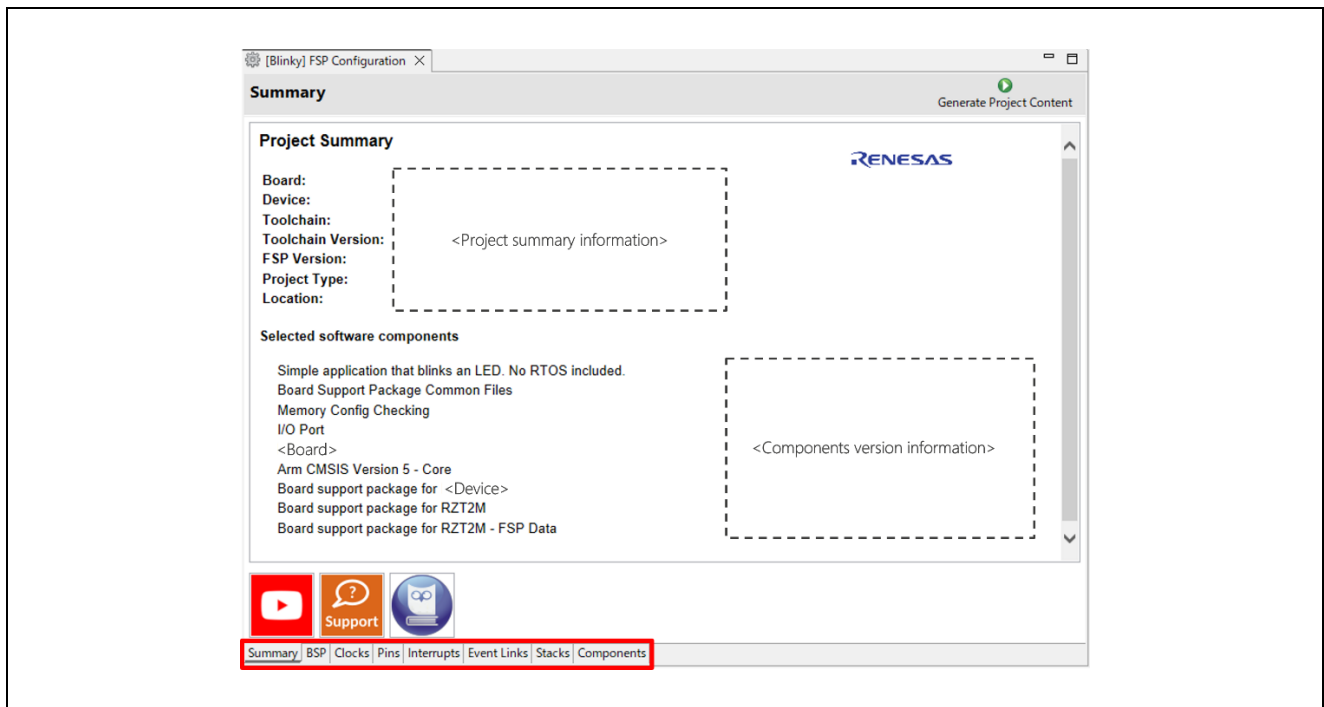 [Blinky] FSP Configuration
Summary
Generate Project Content
Project Summary
RENESAS
Board:
Device:
Toolchain:
Toolchain Version:
FSP Version:
Project Type:
Location:
<Project summary information>
Selected software components
Simple application that blinks an LED. No RTOS included.
Board Support Package Common Files
Memory Config Checking
I/O Port
<Board>
Arm CMSIS Version 5 - Core
Board support package for <Device>
Board support package for RZT2M
Board support package for RZT2M - FSP Data
<Components version information>
?
Support
Summary BSP Clocks Pins Interrupts Event Links Stacks Components